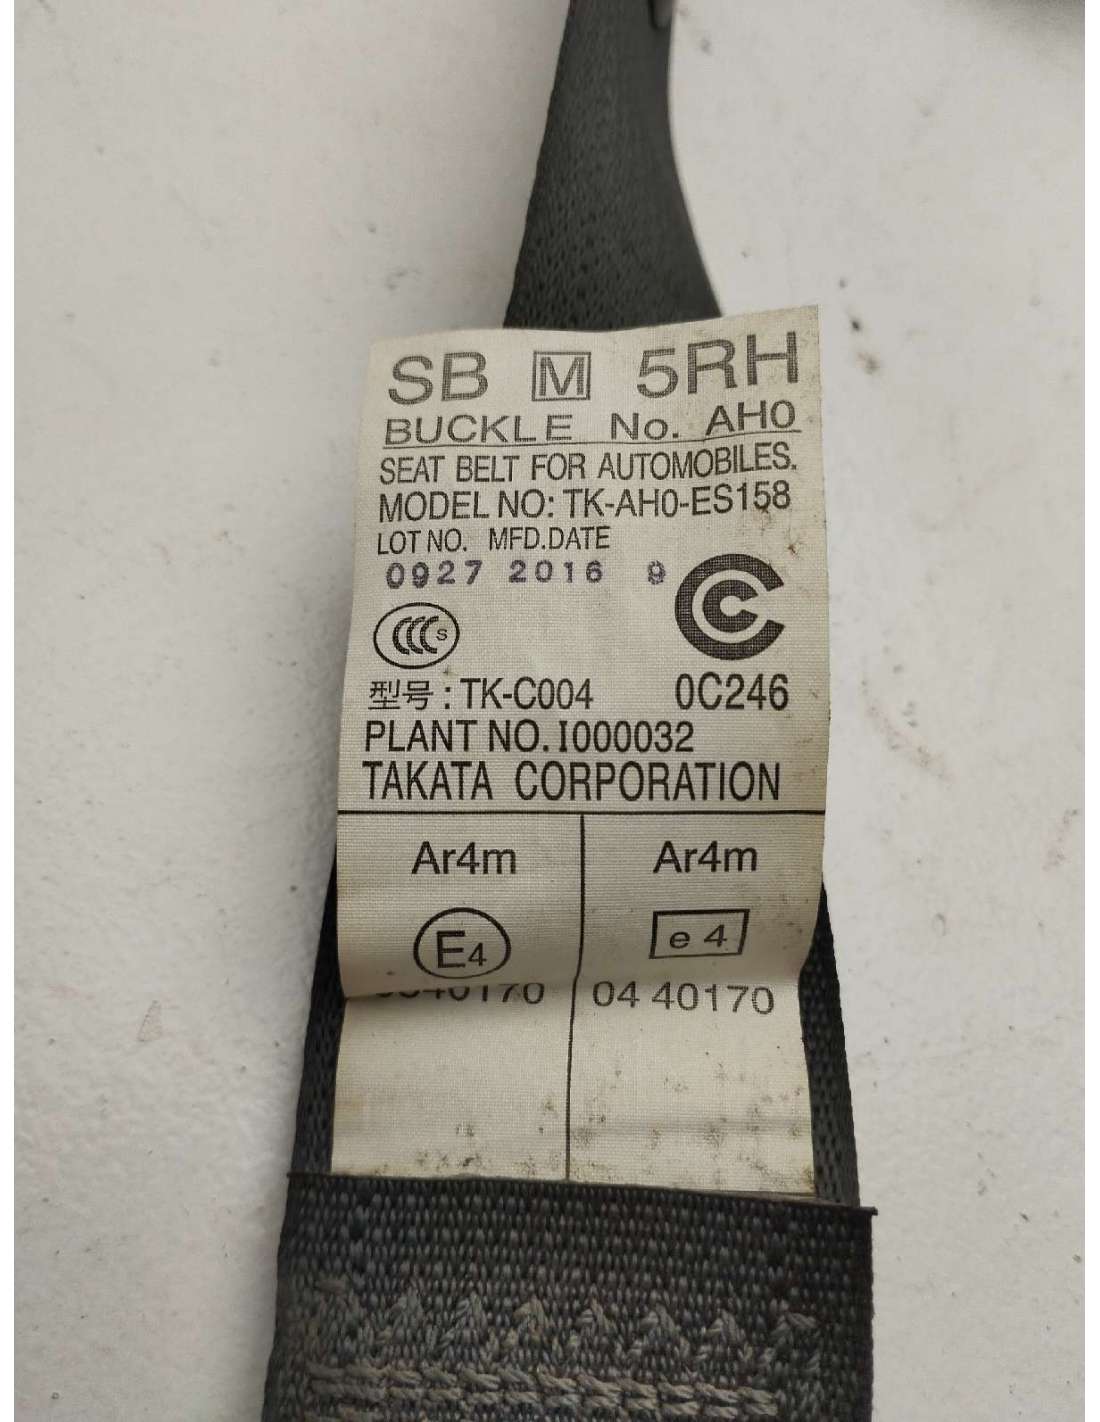 SB M 5RH
BUCKLE No. AH0
SEAT BELT FOR AUTOMOBILES.
MODEL NO: TK-AH0-ES158
LOT NO. MFD.DATE
0927 2016 9
CCC S
型号: TK-C004 0C246
PLANT NO. I000032
TAKATA CORPORATION
Ar4m Ar4m
E4 e 4
04 40170